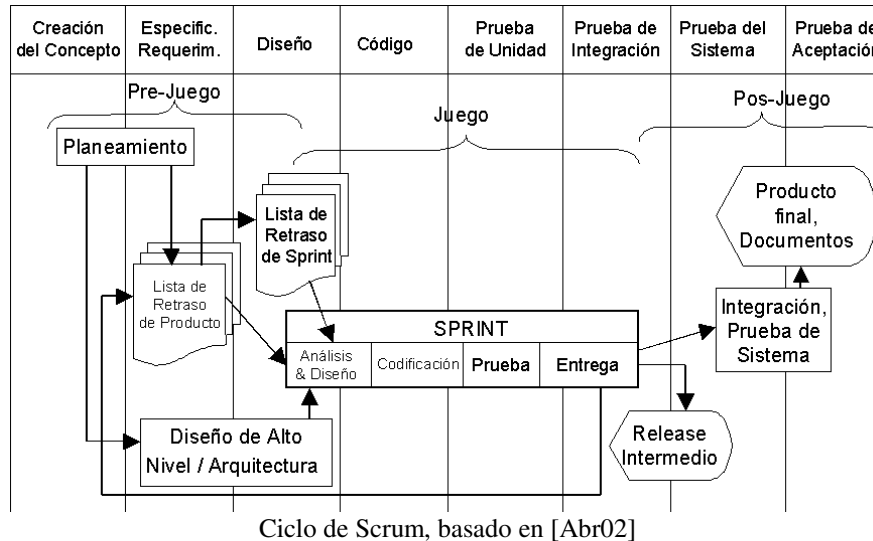 Creación
del Concepto
Especific.
Requerim.
Diseño
Código
Prueba
de Unidad
Prueba de
Integración
Prueba del
Sistema
Prueba de
Aceptación
Pre-Juego
Juego
Pos-Juego
Planeamiento
Lista de
Retraso
de Sprint
Producto
final,
Documentos
Lista de
Retraso
de Producto
SPRINT
Análisis
& Diseño
Codificación
Prueba
Entrega
Integración,
Prueba de
Sistema
Diseño de Alto
Nivel / Arquitectura
Release
Intermedio
Ciclo de Scrum, basado en [Abr02]